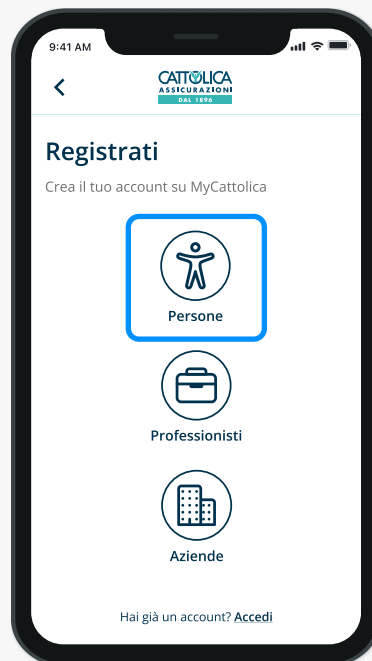 9:41 AM
CATTOLICA
ASSICURAZIONI
DAL 1896
Registrati
Crea il tuo account su MyCattolica
Persone
Professionisti
Aziende
Hai già un account? Accedi